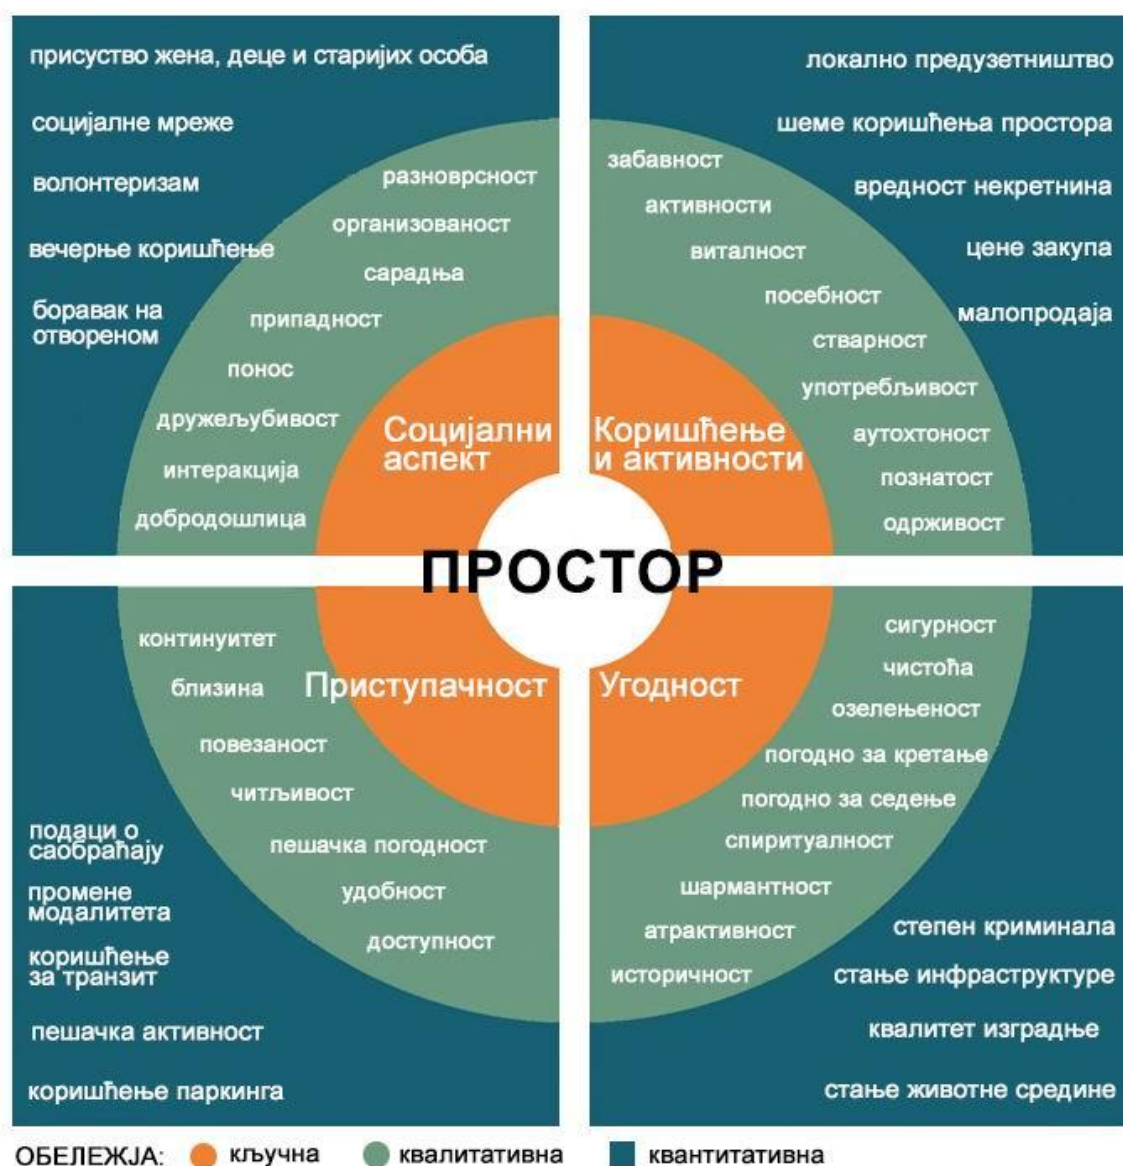 присуство жена, деце и старијих особа
социјалне мреже
волонтеризам
вечерње коришћење
боравак на
отвореном
разноврсност
организованост
сарадња
припадност
понос
дружељубивост
интеракција
добродошлица
Социјални
аспект
локално предузетништво
шеме коришћења простора
вредност некретнина
цене закупа
малопродаја
забавност
активности
виталност
посебност
стварност
употребљивост
аутохтоност
познатост
одрживост
Коришћење
и активности
ПРОСТОР
Приступачност
континуитет
близина
повезаност
читљивост
пешачка погодност
удобност
доступност
подаци о
саобраћају
промене
модалитета
коришћење
за транзит
пешачка активност
коришћење паркинга
Угодност
сигурност
чистоћа
озелењеност
погодно за кретање
погодно за седење
спиритуалност
шармантност
атрактивност
историчност
степен криминала
стање инфраструктуре
квалитет изградње
стање животне средине
ОБЕЛЕЖЈА: кључна квалитативна квантитативна